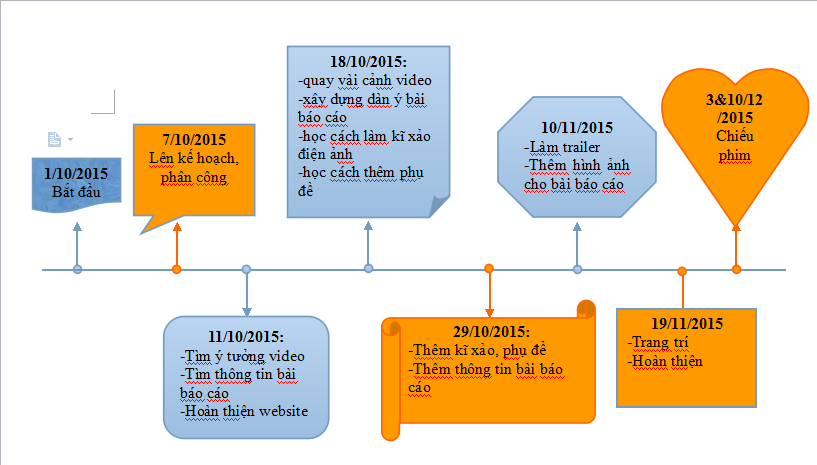 1/10/2015
Bắt đầu
7/10/2015
Lên kế hoạch,
phân công
11/10/2015:
-Tìm ý tưởng video
-Tìm thông tin bài
báo cáo
-Hoàn thiện website
18/10/2015:
-quay vài cảnh video
-xây dựng dàn ý bài
báo cáo
-học cách làm kĩ xảo
điện ảnh
-học cách thêm phụ
đề
29/10/2015:
-Thêm kĩ xảo, phụ đề
-Thêm thông tin bài báo
cáo
10/11/2015
-Làm trailer
-Thêm hình ảnh
cho bài báo cáo
19/11/2015
-Trang trí
-Hoàn thiện
3&10/12
/2015
Chiếu
phim